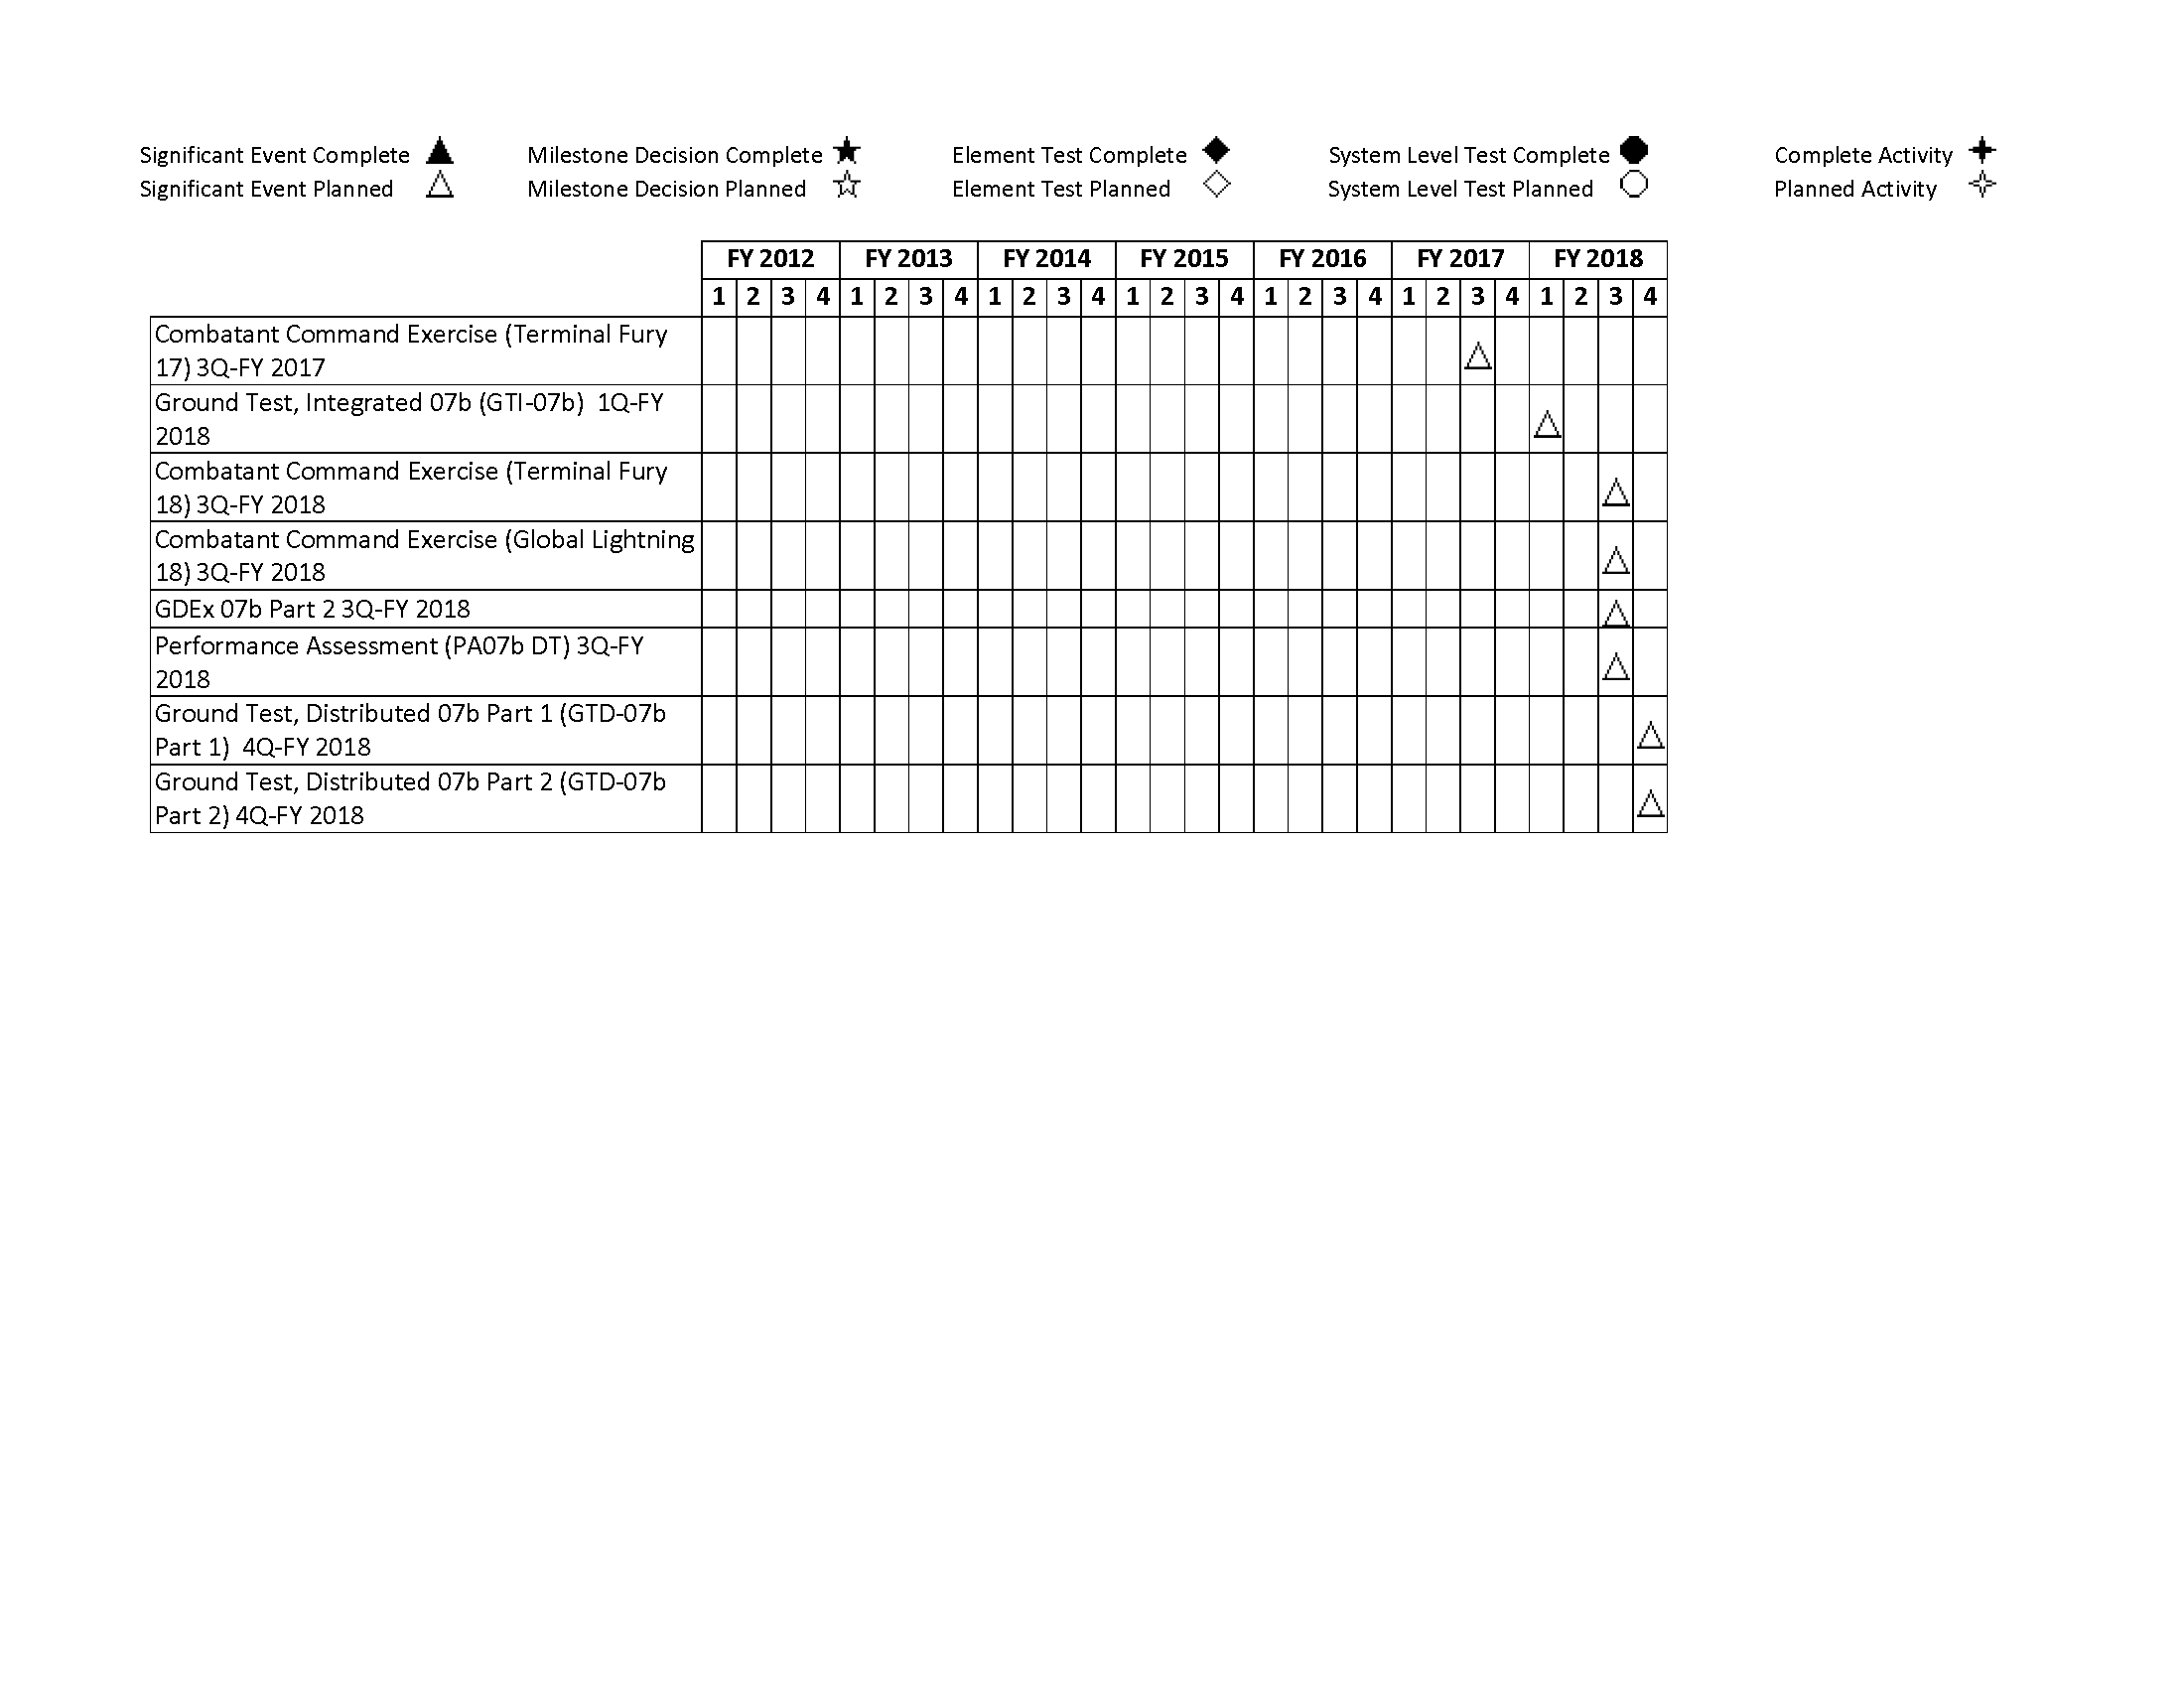 Significant Event Complete Milestone Decision Complete Element Test Complete System Level Test Complete Complete Activity
Significant Event Planned Milestone Decision Planned Element Test Planned System Level Test Planned Planned Activity
FY 2012 FY 2013 FY 2014 FY 2015 FY 2016 FY 2017 FY 2018
1 2 3 4 1 2 3 4 1 2 3 4 1 2 3 4 1 2 3 4 1 2 3 4 1 2 3 4
Combatant Command Exercise (Terminal Fury
17) 3Q-FY 2017
Ground Test, Integrated 07b (GTI-07b)  1Q-FY
2018
Combatant Command Exercise (Terminal Fury
18) 3Q-FY 2018
Combatant Command Exercise (Global Lightning
18) 3Q-FY 2018
GDEx 07b Part 2 3Q-FY 2018
Performance Assessment (PA07b DT) 3Q-FY
2018
Ground Test, Distributed 07b Part 1 (GTD-07b
Part 1)  4Q-FY 2018
Ground Test, Distributed 07b Part 2 (GTD-07b
Part 2) 4Q-FY 2018